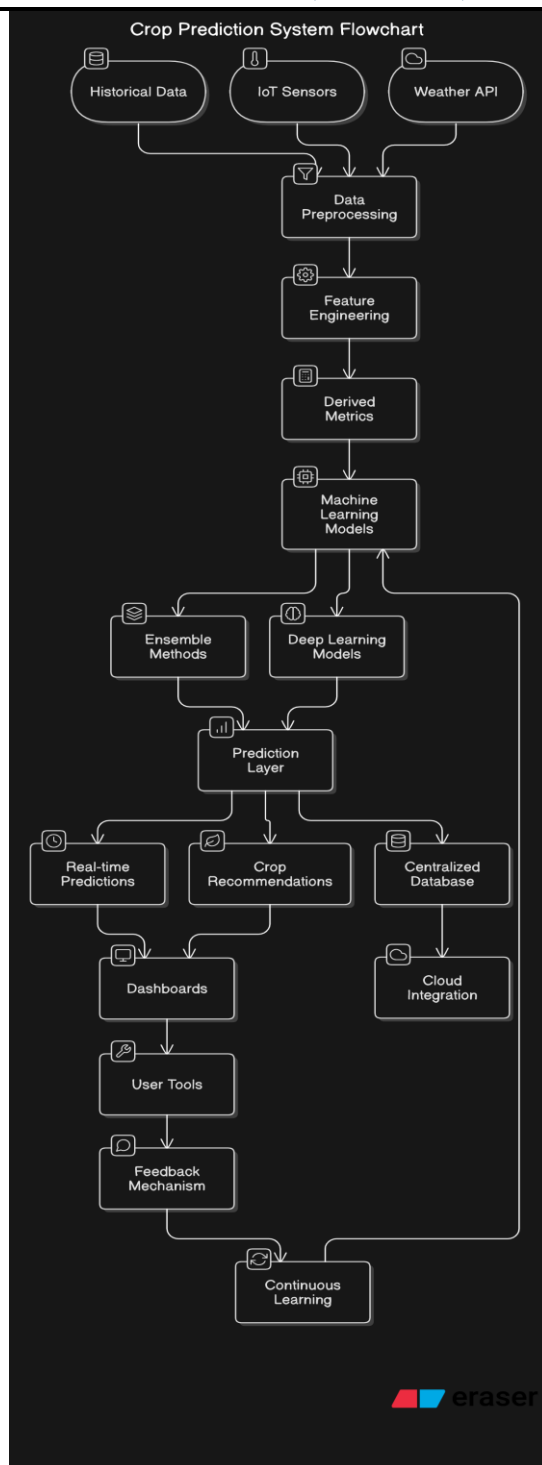 Crop Prediction System Flowchart
Historical Data
IoT Sensors
Weather API
Data
Preprocessing
Feature
Engineering
Derived
Metrics
Machine
Learning
Models
Ensemble
Methods
Deep Learning
Models
Prediction
Layer
Real-time
Predictions
Crop
Recommendations
Centralized
Database
Dashboards
Cloud
Integration
User Tools
Feedback
Mechanism
Continuous
Learning
eraser